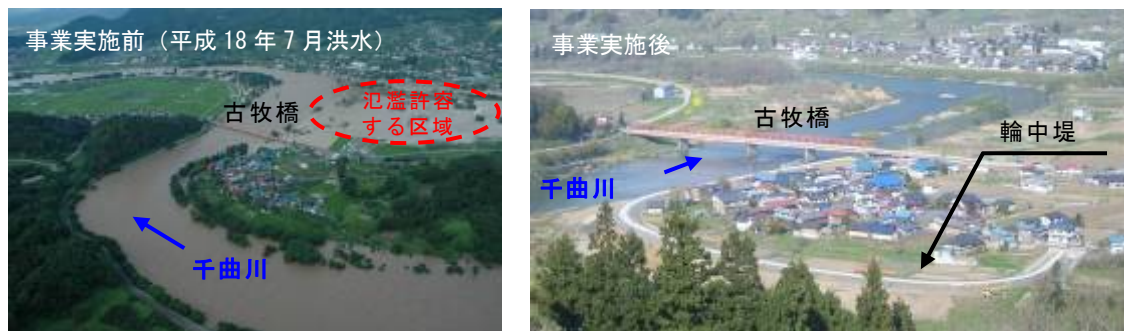 事業実施前（平成18年7月洪水）
古牧橋
氾濫許容
する区域
千曲川
事業実施後
古牧橋
輪中堤
千曲川